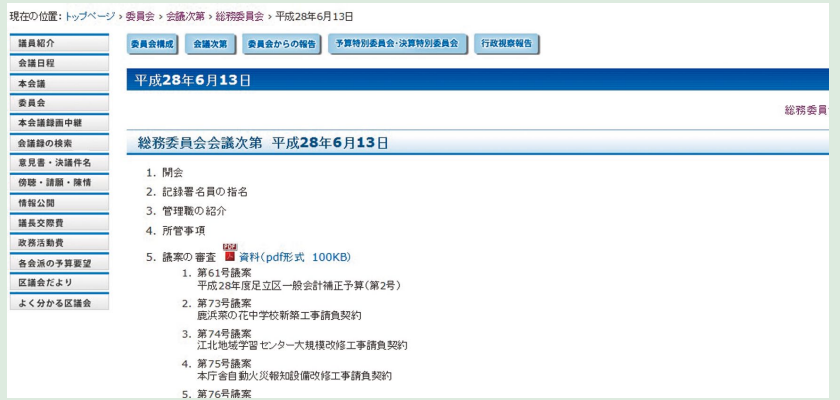 現在の位置: トップページ › 委員会 › 会議次第 › 総務委員会 › 平成28年6月13日
議員紹介
会議日程
本会議
委員会
本会議録画中継
会議録の検索
意見書・決議件名
傍聴・請願・陳情
情報公開
議長交際費
政務活動費
各会派の予算要望
区議会だより
よく分かる区議会
委員会構成 会議次第 委員会からの報告 予算特別委員会・決算特別委員会 行政視察報告
平成28年6月13日
総務委員
総務委員会会議次第 平成28年6月13日
1. 開会
2. 記録署名員の指名
3. 管理職の紹介
4. 所管事項
5. 議案の審査 PDF 資料(pdf形式 100KB)
1. 第61号議案
平成28年度足立区一般会計補正予算(第2号)
2. 第73号議案
鹿浜菜の花中学校新築工事請負契約
3. 第74号議案
江北地域学習センター大規模改修工事請負契約
4. 第75号議案
本庁舎自動火災報知設備改修工事請負契約
5. 第76号議案